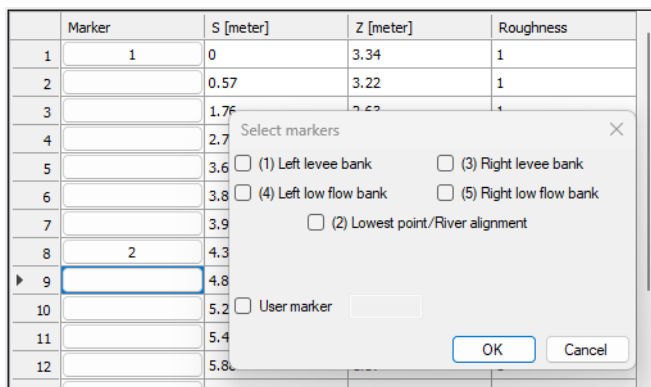 Marker S [meter] Z [meter] Roughness
1 1 0 3.34 1
2 0.57 3.22 1
3 1.76
4 2.7
5 3.6
6 3.8
7 3.9
8 2 4.3
9 4.8
10 5.2
11 5.4
12
Select markers
(1) Left levee bank (3) Right levee bank
(4) Left low flow bank (5) Right low flow bank
(2) Lowest point/River alignment
User marker
OK Cancel